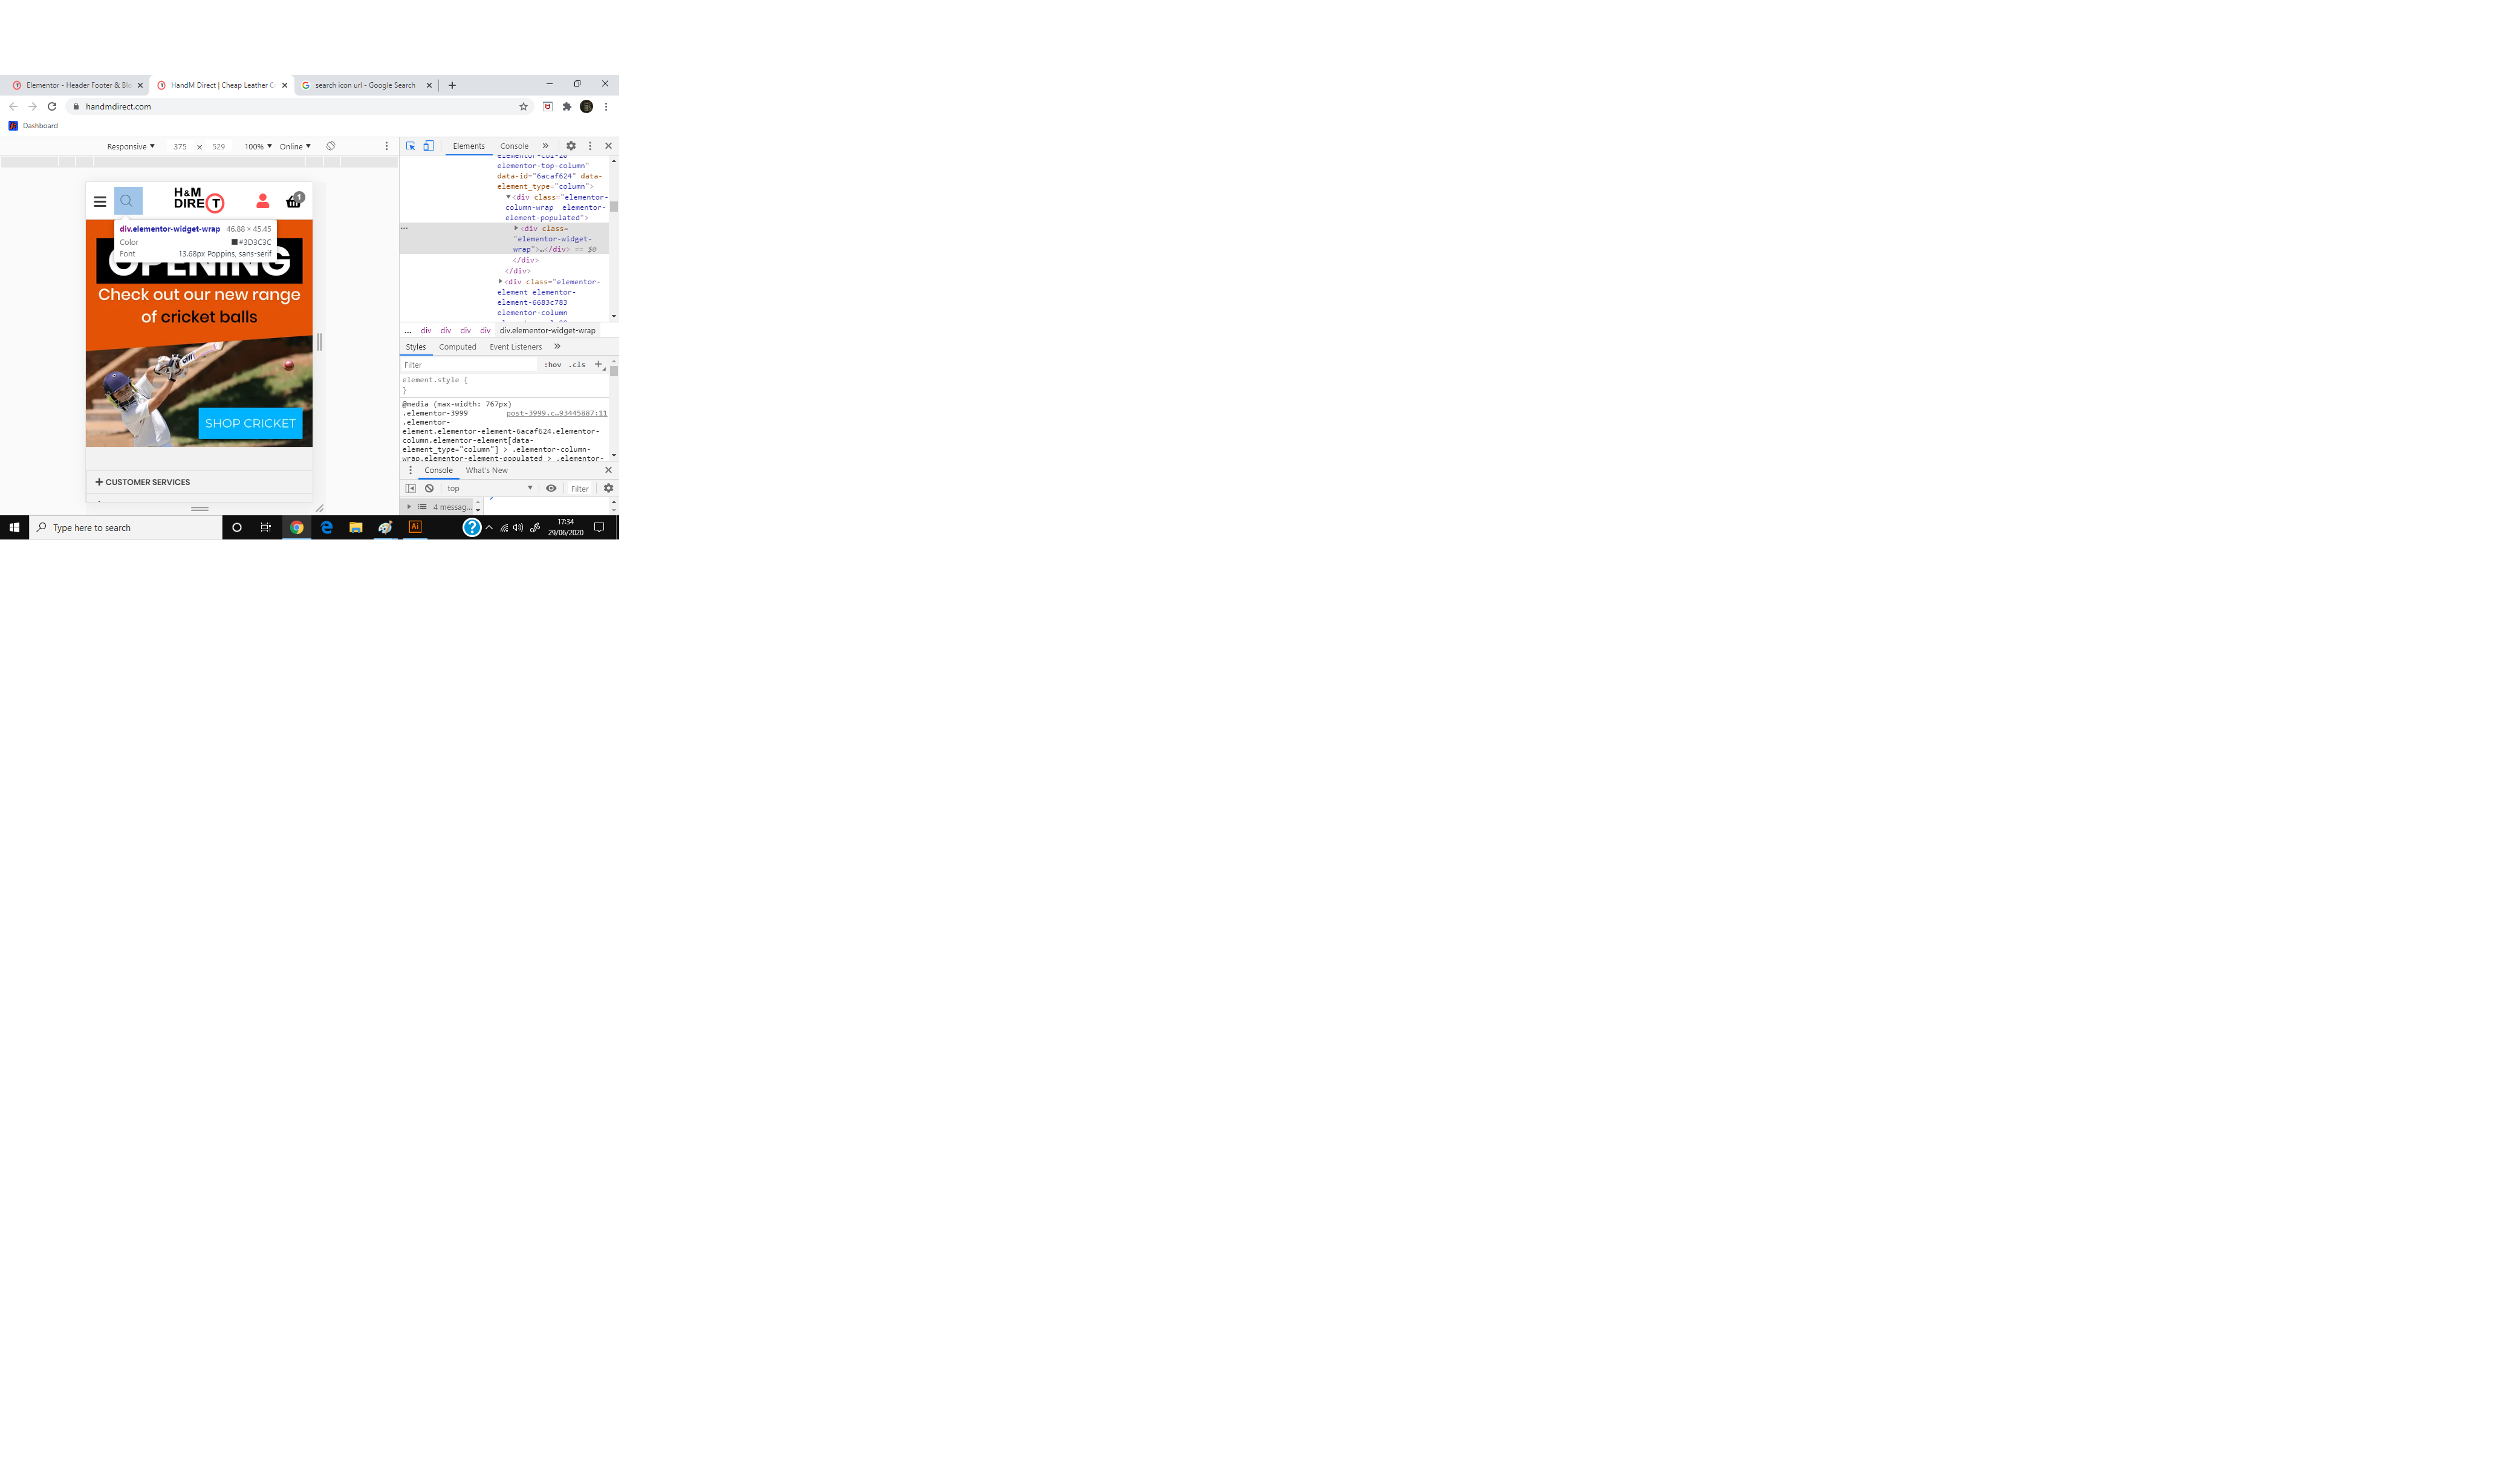 Elementor - Header Footer & Blo
HandM Direct | Cheap Leather C
search icon url - Google Search
handmdirect.com
Dashboard
Responsive
375
529
100%
Online
H&M
DIRECT
1
div.elementor-widget-wrap 46.88 × 45.45
Color #3D3C3C
Font 13.68px Poppins, sans-serif
OPENING
Check out our new range
of cricket balls
SHOP CRICKET
CUSTOMER SERVICES
Elements
Console
elementor-col-20
elementor-top-column"
data-id="6acaf624" data-
element_type="column">
<div class="elementor-
column-wrap elementor-
element-populated">
<div class=
"elementor-widget-
wrap">…</div> == $0
</div>
</div>
<div class="elementor-
element elementor-
element-6683c783
elementor-column
... div div div div div.elementor-widget-wrap
Styles Computed Event Listeners
Filter :hov .cls
element.style {
}
@media (max-width: 767px)
.elementor-3999 post-3999.c…93445887:11
.elementor-
element.elementor-element-6acaf624.elementor-
column.elementor-element[data-
element_type="column"] > .elementor-column-
wrap.elementor-element-populated > .elementor-
Console What's New
top Filter
4 messag…
Type here to search
Ai
?
17:34
29/06/2020